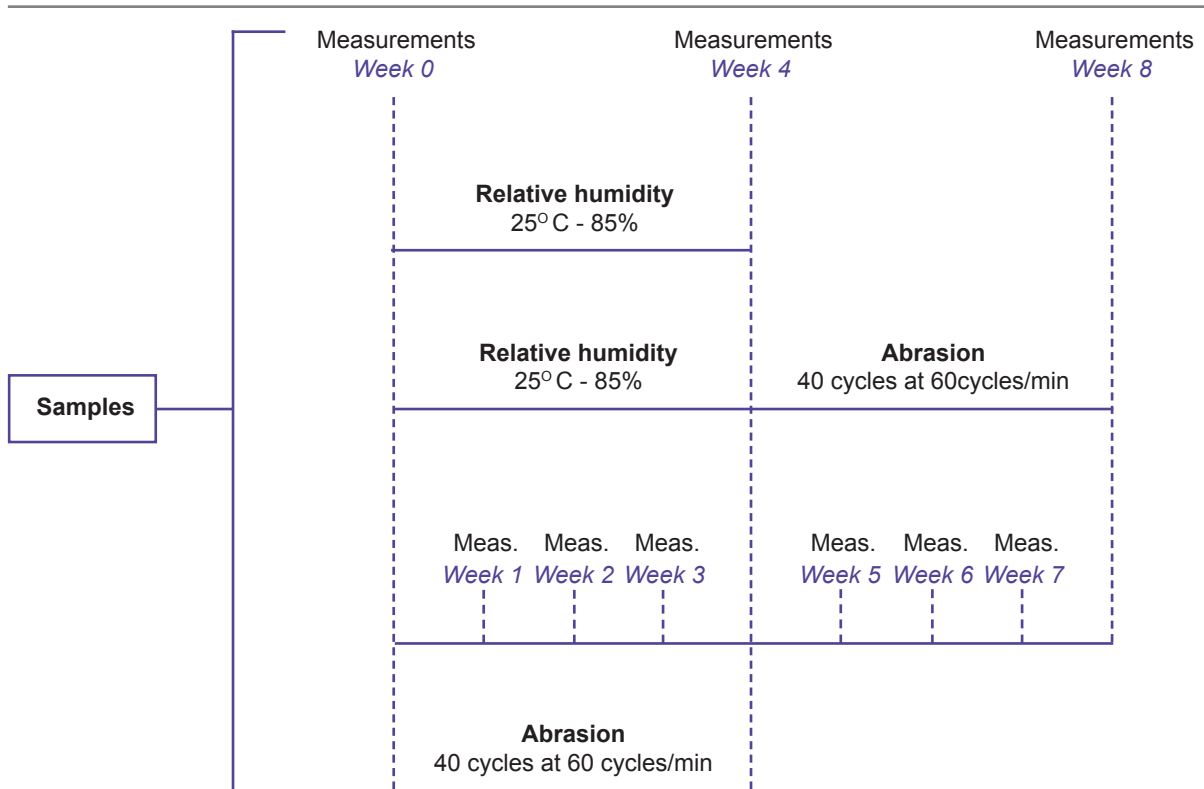 Measurements Measurements Measurements
Week 0 Week 4 Week 8
Relative humidity
25° C - 85%
Relative humidity Abrasion
25° C - 85% 40 cycles at 60cycles/min
Samples
Meas. Meas. Meas. Meas. Meas. Meas.
Week 1 Week 2 Week 3 Week 5 Week 6 Week 7
Abrasion
40 cycles at 60 cycles/min